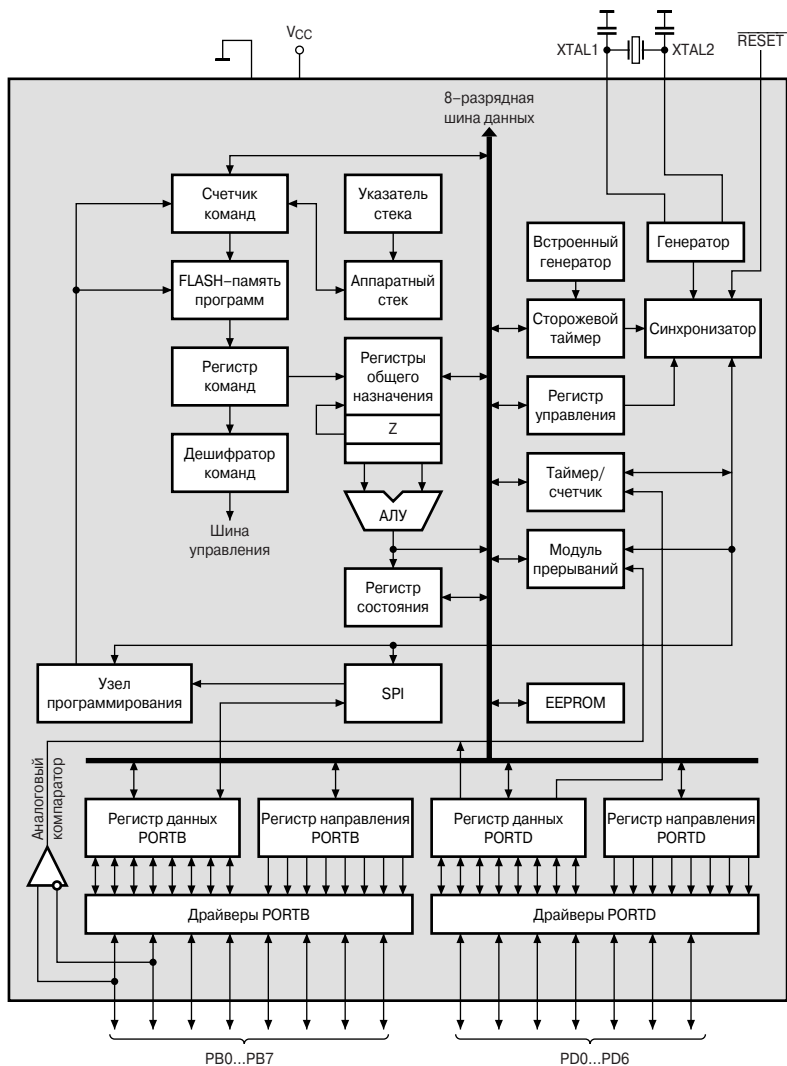 VCC
XTAL1
XTAL2
RESET
8–разрядная
шина данных
Счетчик
команд
Указатель
стека
Встроенный
генератор
Генератор
FLASH–память
программ
Аппаратный
стек
Сторожевой
таймер
Синхронизатор
Регистр
команд
Регистры
общего
назначения
Z
Регистр
управления
Дешифратор
команд
Таймер/
счетчик
АЛУ
Шина
управления
Модуль
прерываний
Регистр
состояния
Узел
программирования
SPI
EEPROM
Аналоговый
компаратор
Регистр данных
PORTB
Регистр направления
PORTB
Регистр данных
PORTD
Регистр направления
PORTD
Драйверы PORTB
Драйверы PORTD
PB0...PB7
PD0...PD6